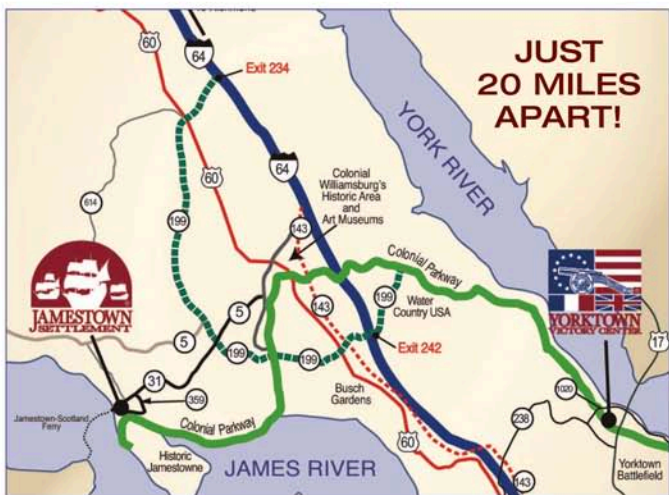 60
64
Exit 234
JUST
20 MILES
APART!
YORK RIVER
64
60
614
199
Colonial
Williamsburg's
Historic Area
and
Art Museums
143
Colonial Parkway
JAMESTOWN
SETTLEMENT
143
199
Water
Country USA
YORKTOWN
VICTORY CENTER
17
5
5
199
199
Exit 242
31
359
Busch
Gardens
1020
Jamestown-Scotland
Ferry
Colonial Parkway
60
238
Historic
Jamestowne
JAMES RIVER
143
Yorktown
Battlefield